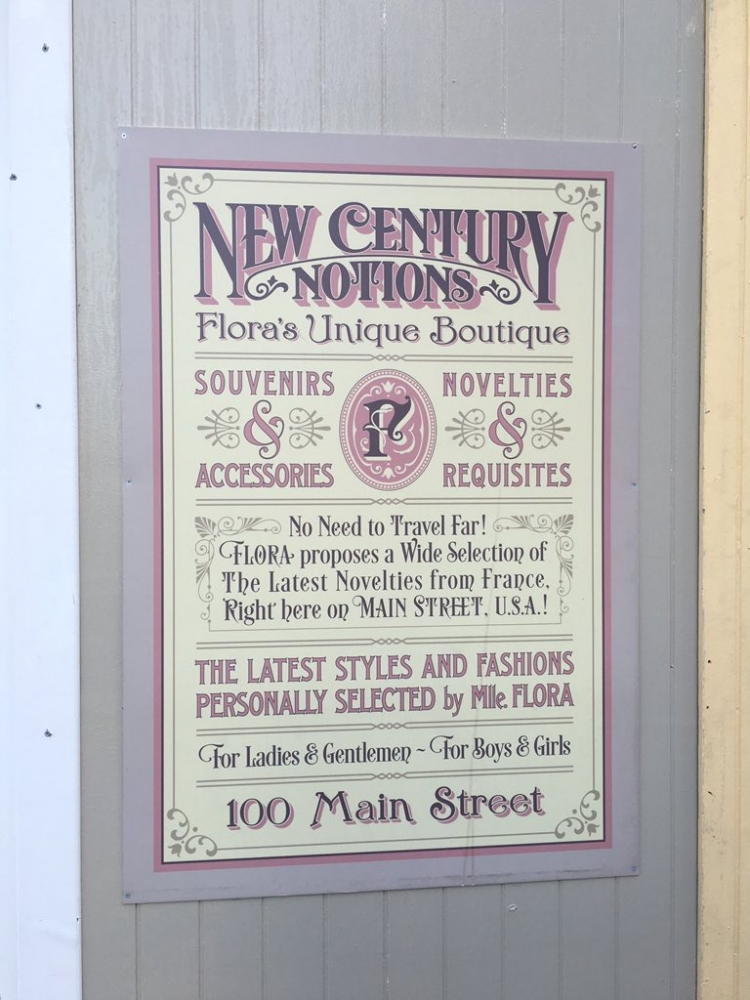 NEW CENTURY
NOTIONS
Flora's Unique Boutique
SOUVENIRS
&
ACCESSORIES
F
NOVELTIES
&
REQUISITES
No Need to Travel Far!
FLORA proposes a Wide Selection of
The Latest Novelties from France,
Right here on MAIN STREET, U.S.A.!
THE LATEST STYLES AND FASHIONS
PERSONALLY SELECTED by Mlle. FLORA
For Ladies & Gentlemen ~ For Boys & Girls
100 Main Street